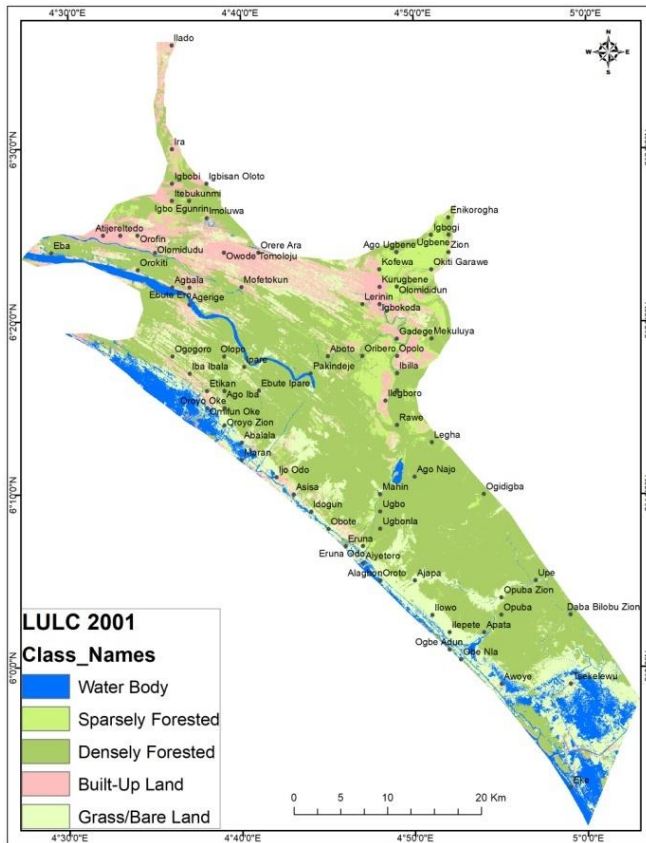 4°30'0"E 4°40'0"E 4°50'0"E 5°0'0"E
N
W E
S
Ilado
6°30'0"N
Ira
Igbobi Igbisan Oloto
Itebukunmi
Igbo Egunrin Imoluwa
Enikorogha
Igbogi
Atijere Itedo Orofin
Ugbene Zion
Eba Olomidudu Owode Tomoloju Orere Ara Ago Ugbene
Orokiti Kofewa Okiti Garawe
Agbala Mofetokun Kurugbene Olomididun
Ebute Ero Agerige Lerinin Igbokoda
6°20'0"N
Gadege Mekuluya
Ogogoro Olopo Aboto Oribero Opolo
Ipare
Iba Ibala Pakindeje Ibilla
Etikan Ebute Ipare
Ago Iba
Oroyo Oke Ilegboro
Omifun Oke
Oroyo Zion Rawe
Abalala Legha
Maran
Ijo Odo Ago Najo
6°10'0"N
Asisa Mahin Ogidigba
Idogun Ugbo
Obote Ugbonla
Eruna
Eruna Odo Aiyetoro
Alagbon Oroto Ajapa Upe
Opuba Zion
Ilowo Opuba Daba Bilobu Zion
Ilepete Apata
Ogbe Adun
Obe Nla
6°0'0"N
Awoye Tsekelewu
Eke
LULC 2001
Class_Names
Water Body
Sparsely Forested
Densely Forested
Built-Up Land
Grass/Bare Land
0 5 10 20 Km
4°30'0"E 4°40'0"E 4°50'0"E 5°0'0"E